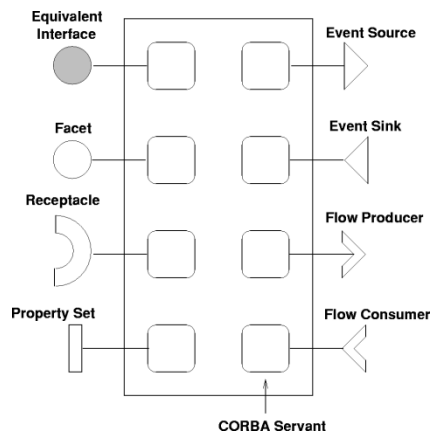 Equivalent
Interface
Event Source
Facet
Event Sink
Receptacle
Flow Producer
Property Set
Flow Consumer
CORBA Servant